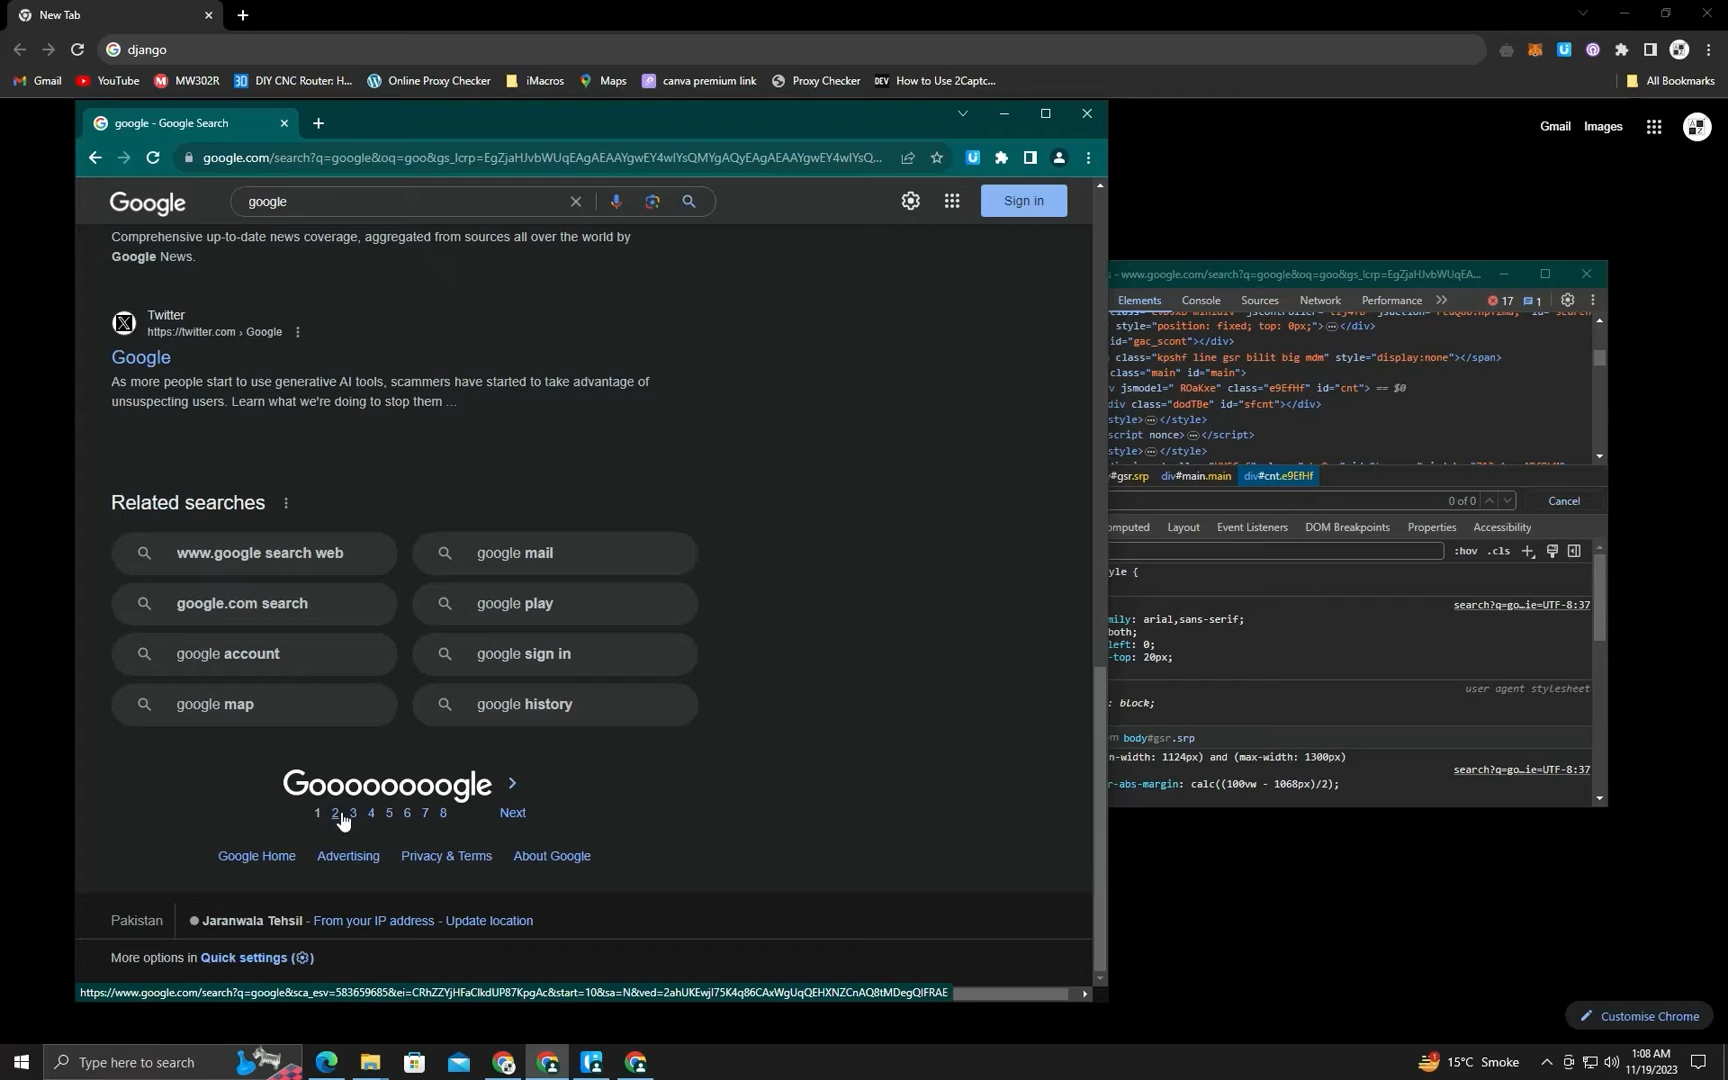 New Tab
django
Gmail YouTube MW302R DIY CNC Router: H... Online Proxy Checker iMacros Maps canva premium link Proxy Checker DEV How to Use 2Captc... All Bookmarks
Gmail Images
google - Google Search
google.com/search?q=google&oq=goo&gs_lcrp=EgZjaHJvbWUqEAgAEAAYgwEY4wIYsQMYgAQyEAgAEAAYgwEY4wIYsQ...
Google google Sign in
Comprehensive up-to-date news coverage, aggregated from sources all over the world by
Google News.
Twitter
https://twitter.com › Google
Google
As more people start to use generative AI tools, scammers have started to take advantage of
unsuspecting users. Learn what we're doing to stop them ...
Related searches
www.google search web
google mail
google.com search
google play
google account
google sign in
google map
google history
Goooooooogle >
1 2 3 4 5 6 7 8 Next
Google Home Advertising Privacy & Terms About Google
Pakistan Jaranwala Tehsil - From your IP address - Update location
More options in Quick settings
https://www.google.com/search?q=google&sca_esv=583659685&ei=CRhZZYjHFaClkdUP87KpgAc&start=10&sa=N&ved=2ahUKEwjI75K4q86CAxWgUqQEHXNZCnAQ8tMDegQIFRAE
s - www.google.com/search?q=google&oq=goo&gs_lcrp=EgZjaHJvbWUqEA...
Elements Console Sources Network Performance 17 1
style="position: fixed; top: 0px;">…</div>
id="gac_scont"></div>
class="kpshf line gsr bilit big mdm" style="display:none"></span>
class="main" id="main">
v jsmodel=" ROaKxe" class="e9EfHf" id="cnt"> == $0
div class="dodTBe" id="sfcnt"></div>
style>…</style>
script nonce>…</script>
style>…</style>
#gsr.srp div#main.main div#cnt.e9EfHf
0 of 0 Cancel
omputed Layout Event Listeners DOM Breakpoints Properties Accessibility
:hov .cls
yle {
search?q=go…ie=UTF-8:37
mily: arial,sans-serif;
both;
left: 0;
-top: 20px;
user agent stylesheet
: block;
om body#gsr.srp
n-width: 1124px) and (max-width: 1300px)
search?q=go…ie=UTF-8:37
r-abs-margin: calc((100vw - 1068px)/2);
Customise Chrome
Type here to search
1 15°C Smoke
1:08 AM
11/19/2023